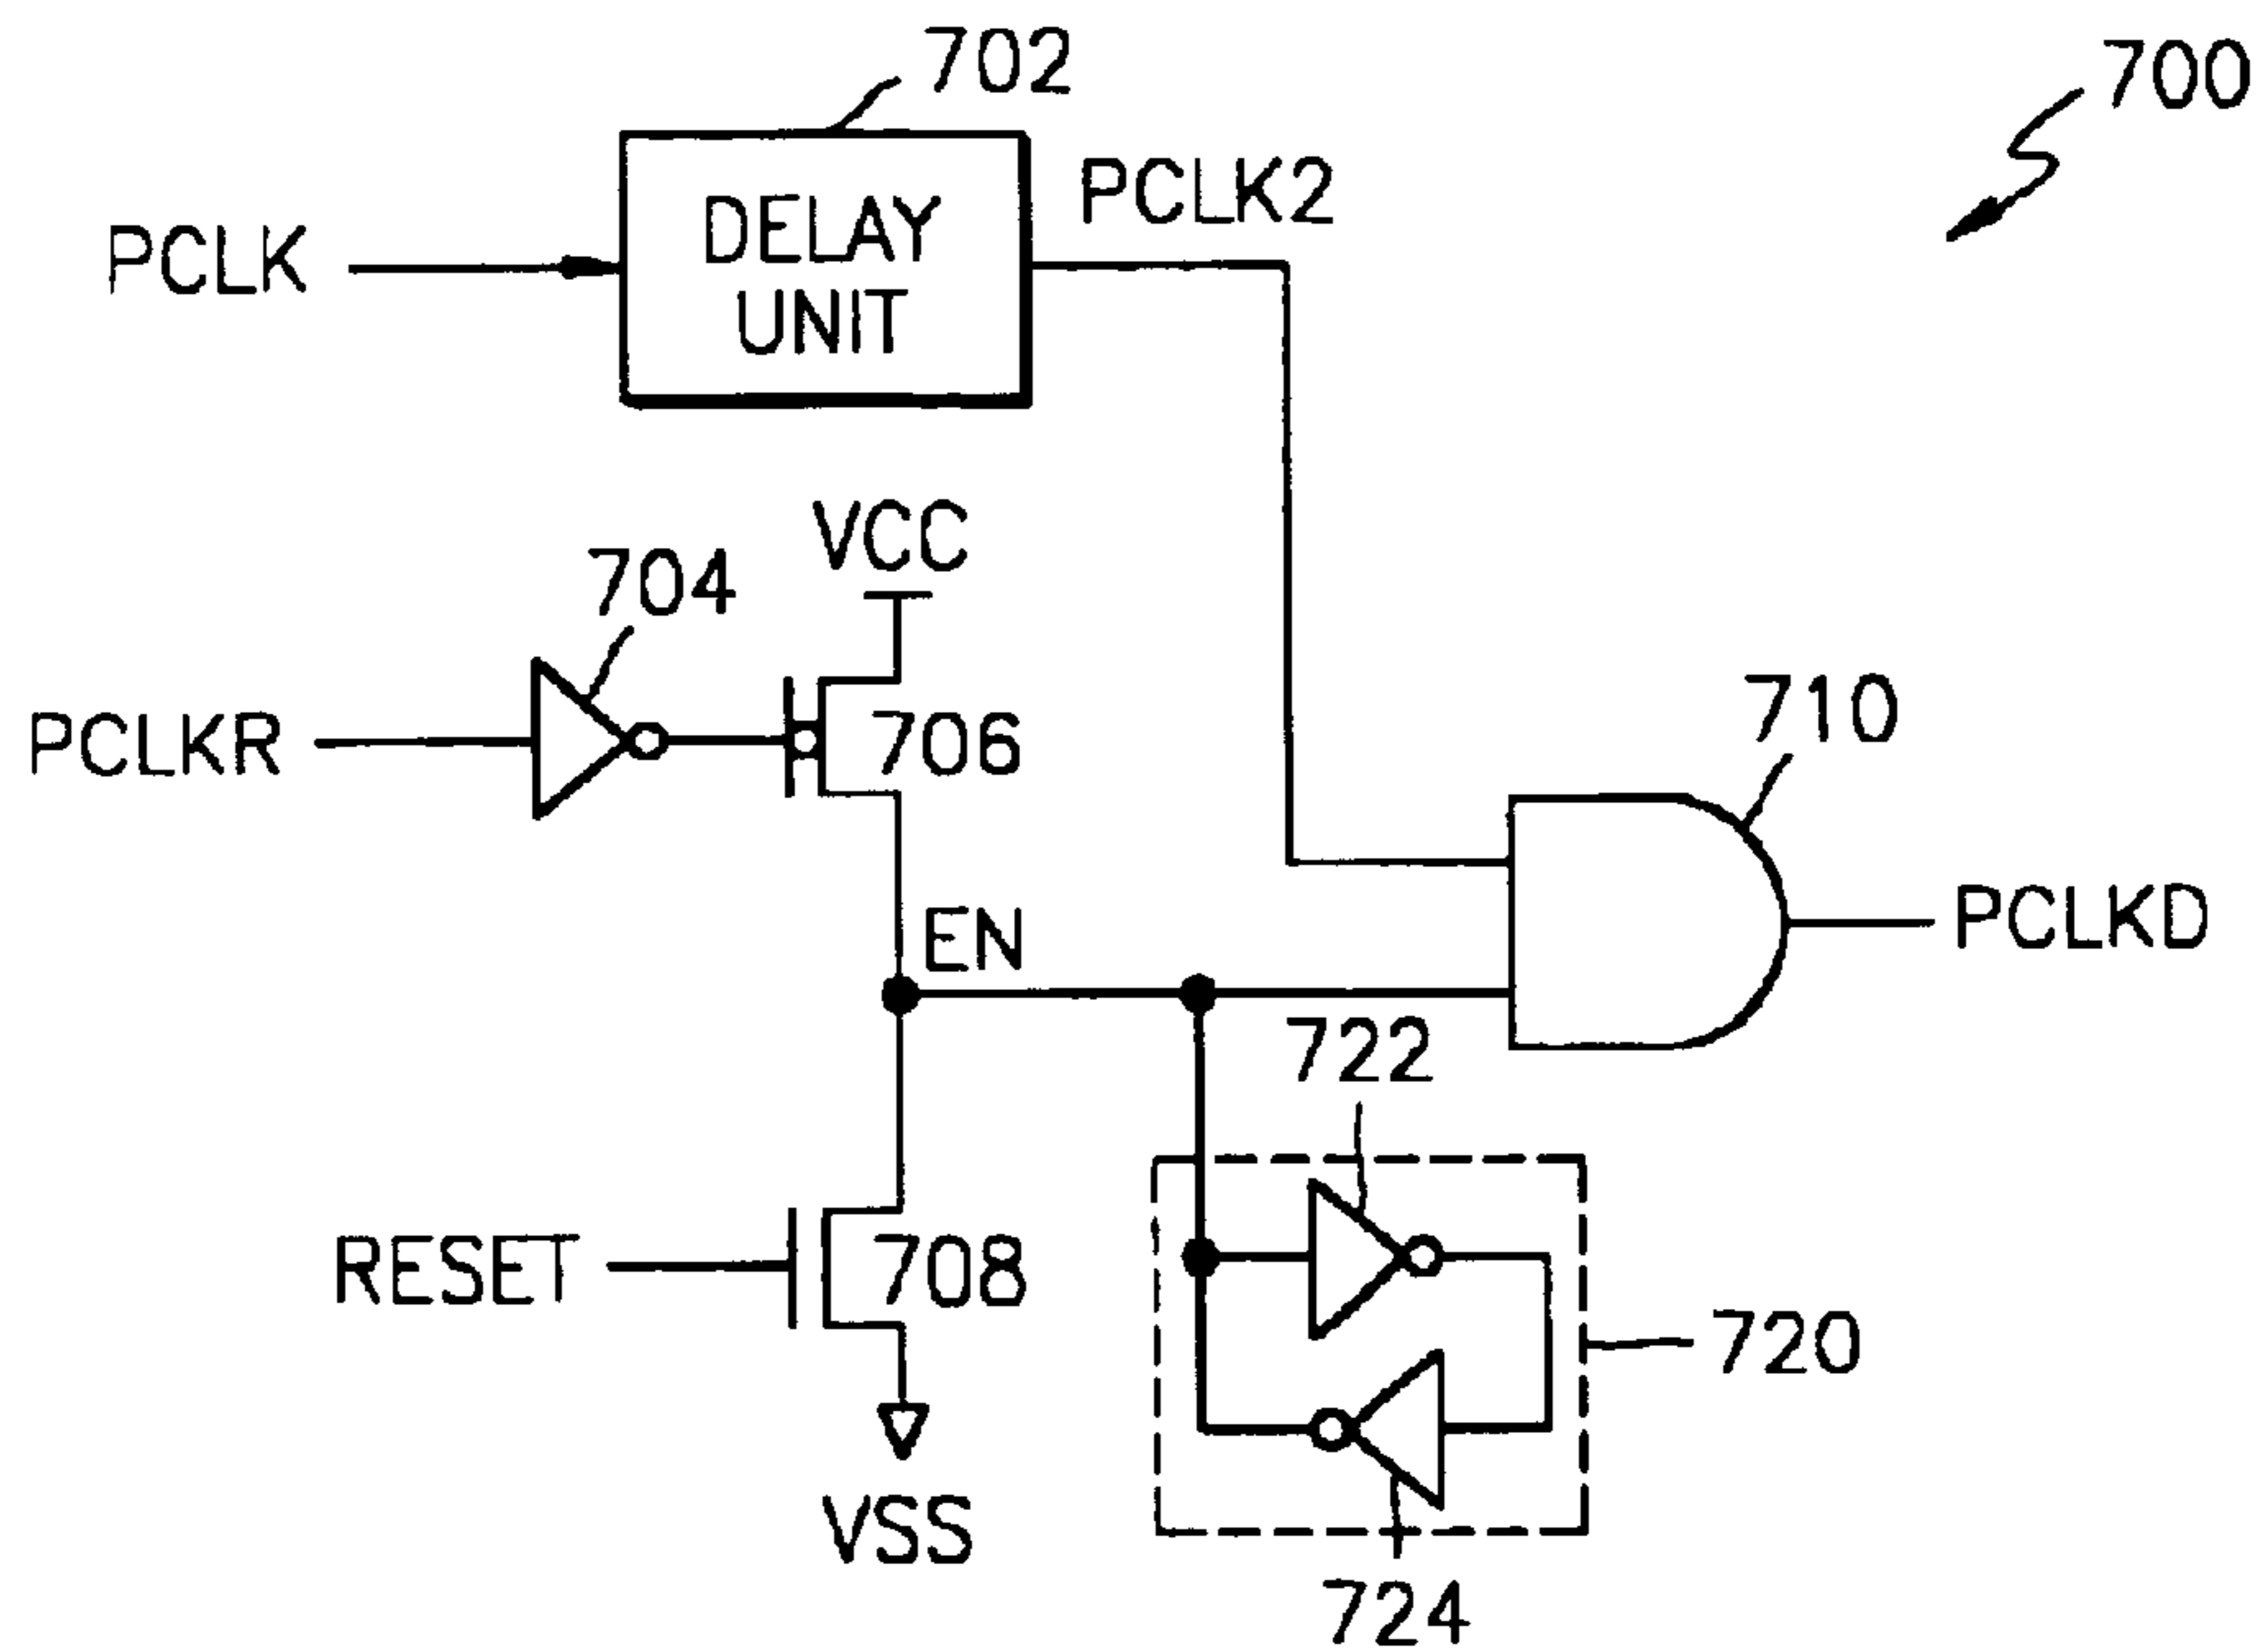 702
700
PCLK
DELAY
UNIT
PCLK2
VCC
704
PCLKR
706
710
EN
PCLKD
722
RESET
708
720
VSS
724